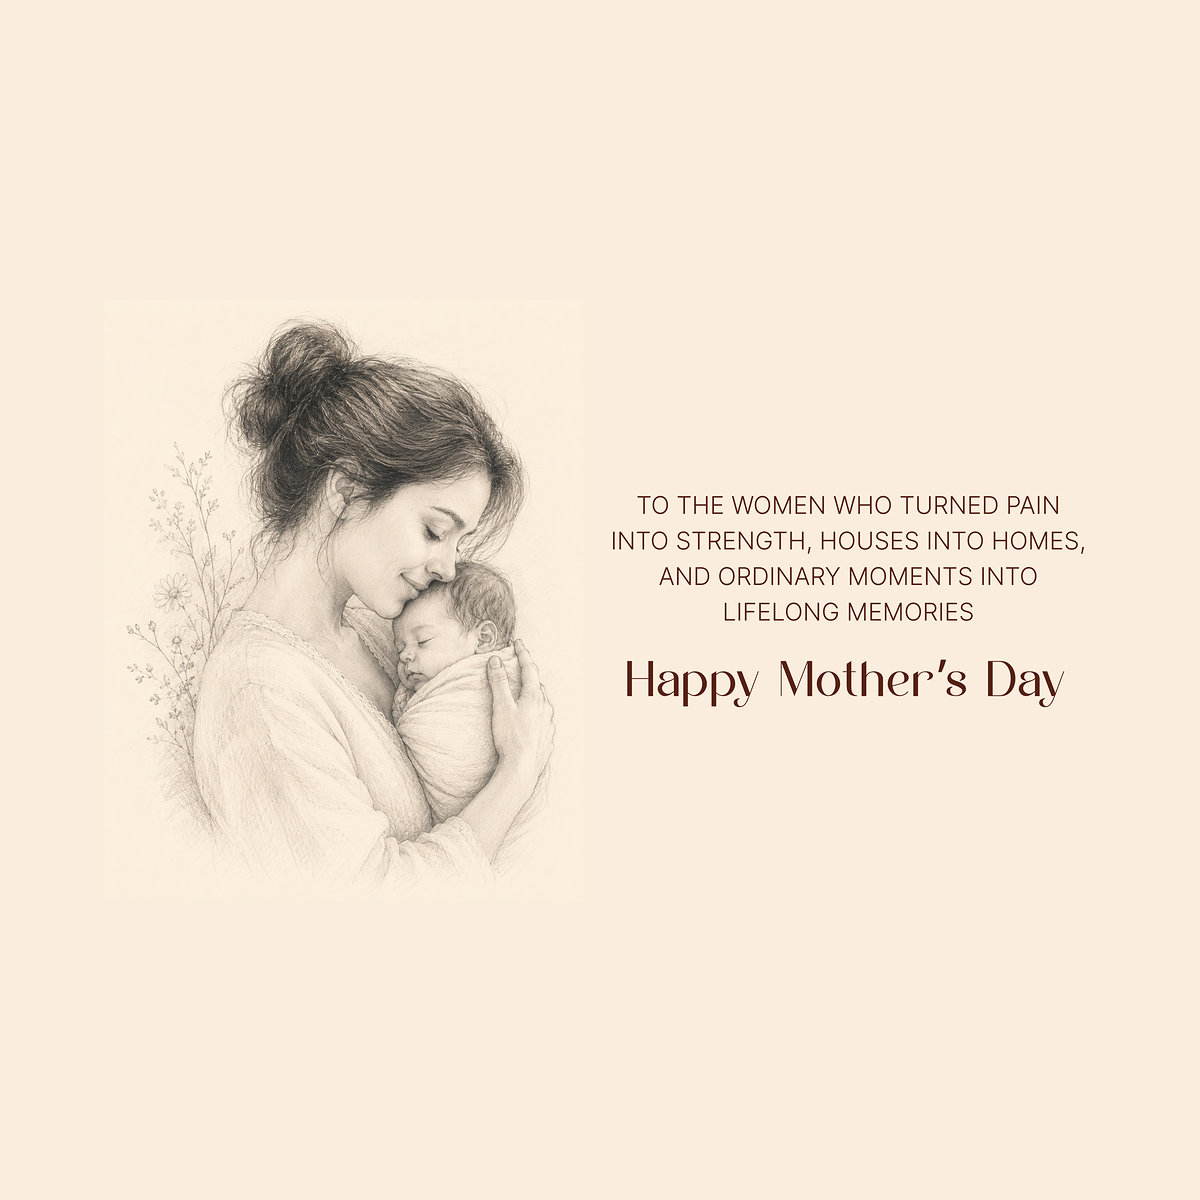 TO THE WOMEN WHO TURNED PAIN
INTO STRENGTH, HOUSES INTO HOMES,
AND ORDINARY MOMENTS INTO
LIFELONG MEMORIES
Happy Mother's Day